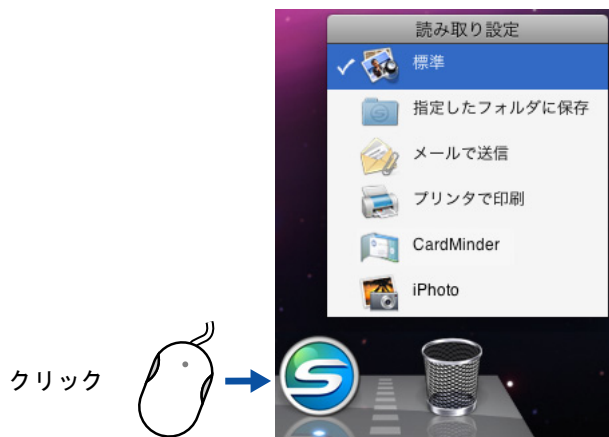 読み取り設定
標準
指定したフォルダに保存
メールで送信
プリンタで印刷
CardMinder
iPhoto
クリック